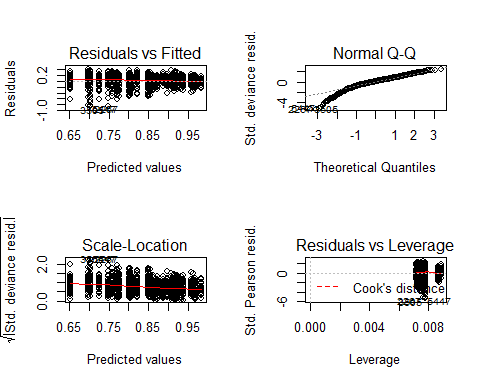 Residuals vs Fitted
Residuals
0.2
-1.0
0.65 0.75 0.85 0.95
Predicted values
Normal Q-Q
Std. deviance resid.
0
-4
-3 -1 1 2 3
Theoretical Quantiles
Scale-Location
√|Std. deviance resid.|
2.0
0.0
0.65 0.75 0.85 0.95
Predicted values
Residuals vs Leverage
Std. Pearson resid.
0
-6
Cook's distance
0.000 0.004 0.008
Leverage